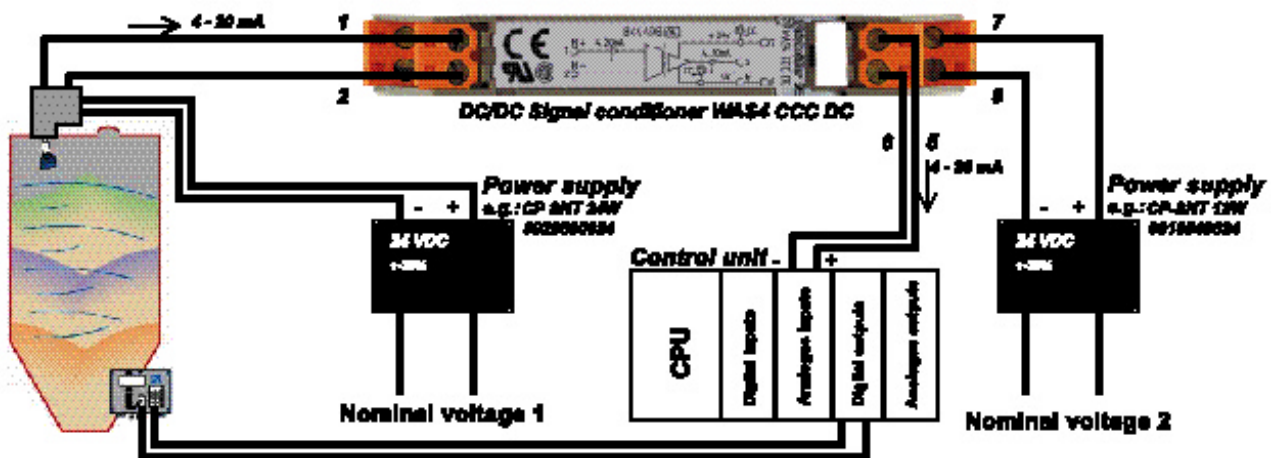 4 - 20 mA
1
2
7
8
CE
DC/DC Signal conditioner WAS4 CCC DC
6
5
4 - 20 mA
Power supply
e.g.: CP SNT 24W
24 VDC
Power supply
e.g.: CP-SNT 12W
24 VDC
Control unit
- +
- +
- +
CPU
Digital inputs
Analogue inputs
Digital outputs
Analogue outputs
Nominal voltage 1
Nominal voltage 2